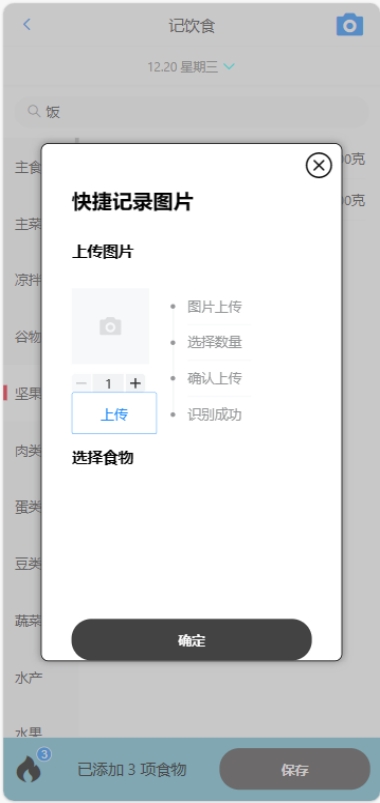 记饮食
12.20 星期三
饭
主食
0克
主菜
0克
快捷记录图片
上传图片
凉拌
图片上传
谷物
选择数量
1
确认上传
坚果
上传
识别成功
肉类
选择食物
蛋类
豆类
蔬菜
确定
水产
水果
3
已添加 3 项食物
保存